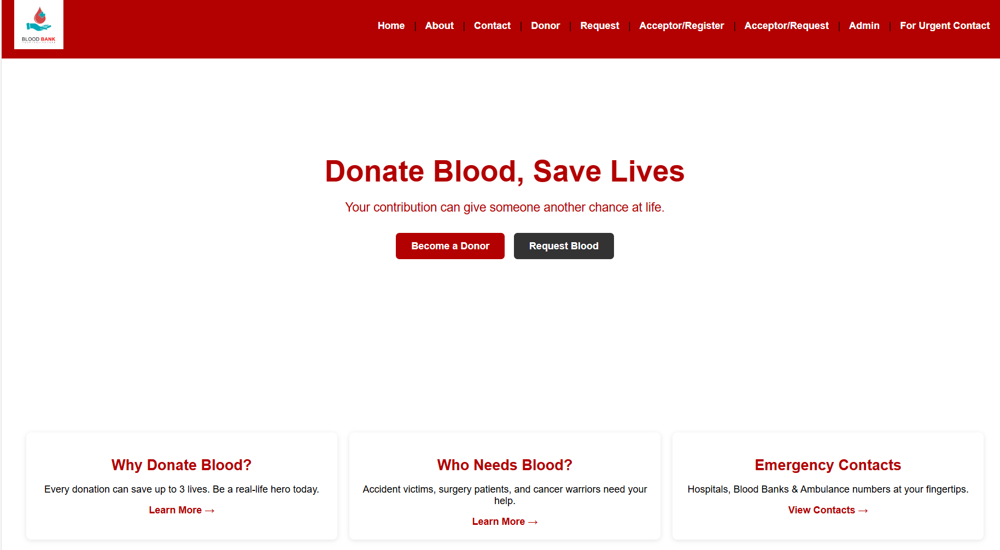 BLOOD BANK
Home | About | Contact | Donor | Request | Acceptor/Register | Acceptor/Request | Admin | For Urgent Contact
Donate Blood, Save Lives
Your contribution can give someone another chance at life.
Become a Donor
Request Blood
Why Donate Blood?
Every donation can save up to 3 lives. Be a real-life hero today.
Learn More →
Who Needs Blood?
Accident victims, surgery patients, and cancer warriors need your
help.
Learn More →
Emergency Contacts
Hospitals, Blood Banks & Ambulance numbers at your fingertips.
View Contacts →